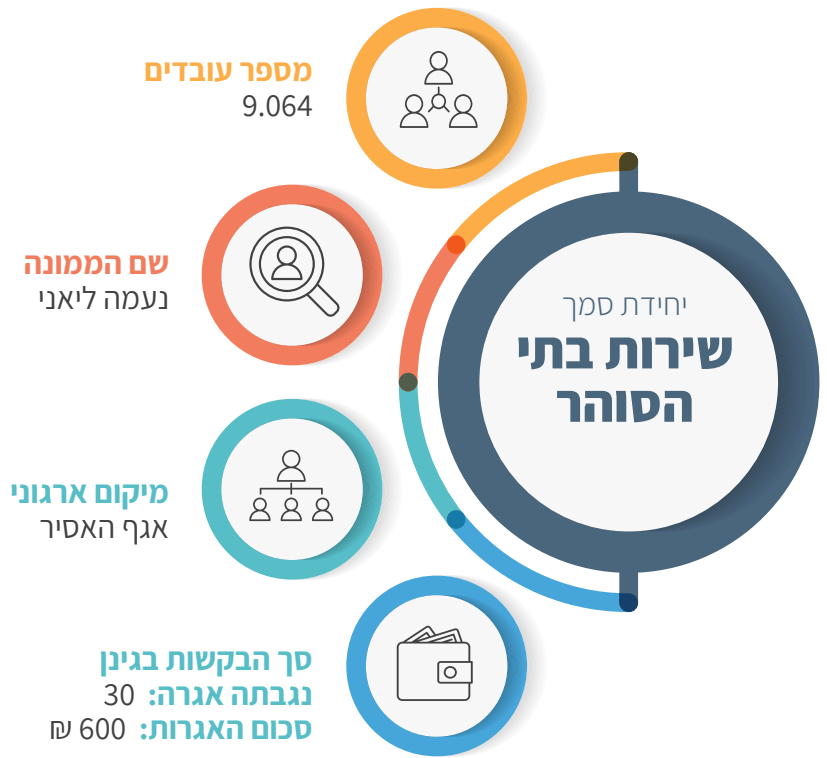 יחידת סמך
שירות בתי
הסוהר
מספר עובדים
9.064
שם הממונה
נעמה ליאני
מיקום ארגוני
אגף האסיר
סך הבקשות בגינן
נגבתה אגרה: 30
סכום האגרות: 600 ₪